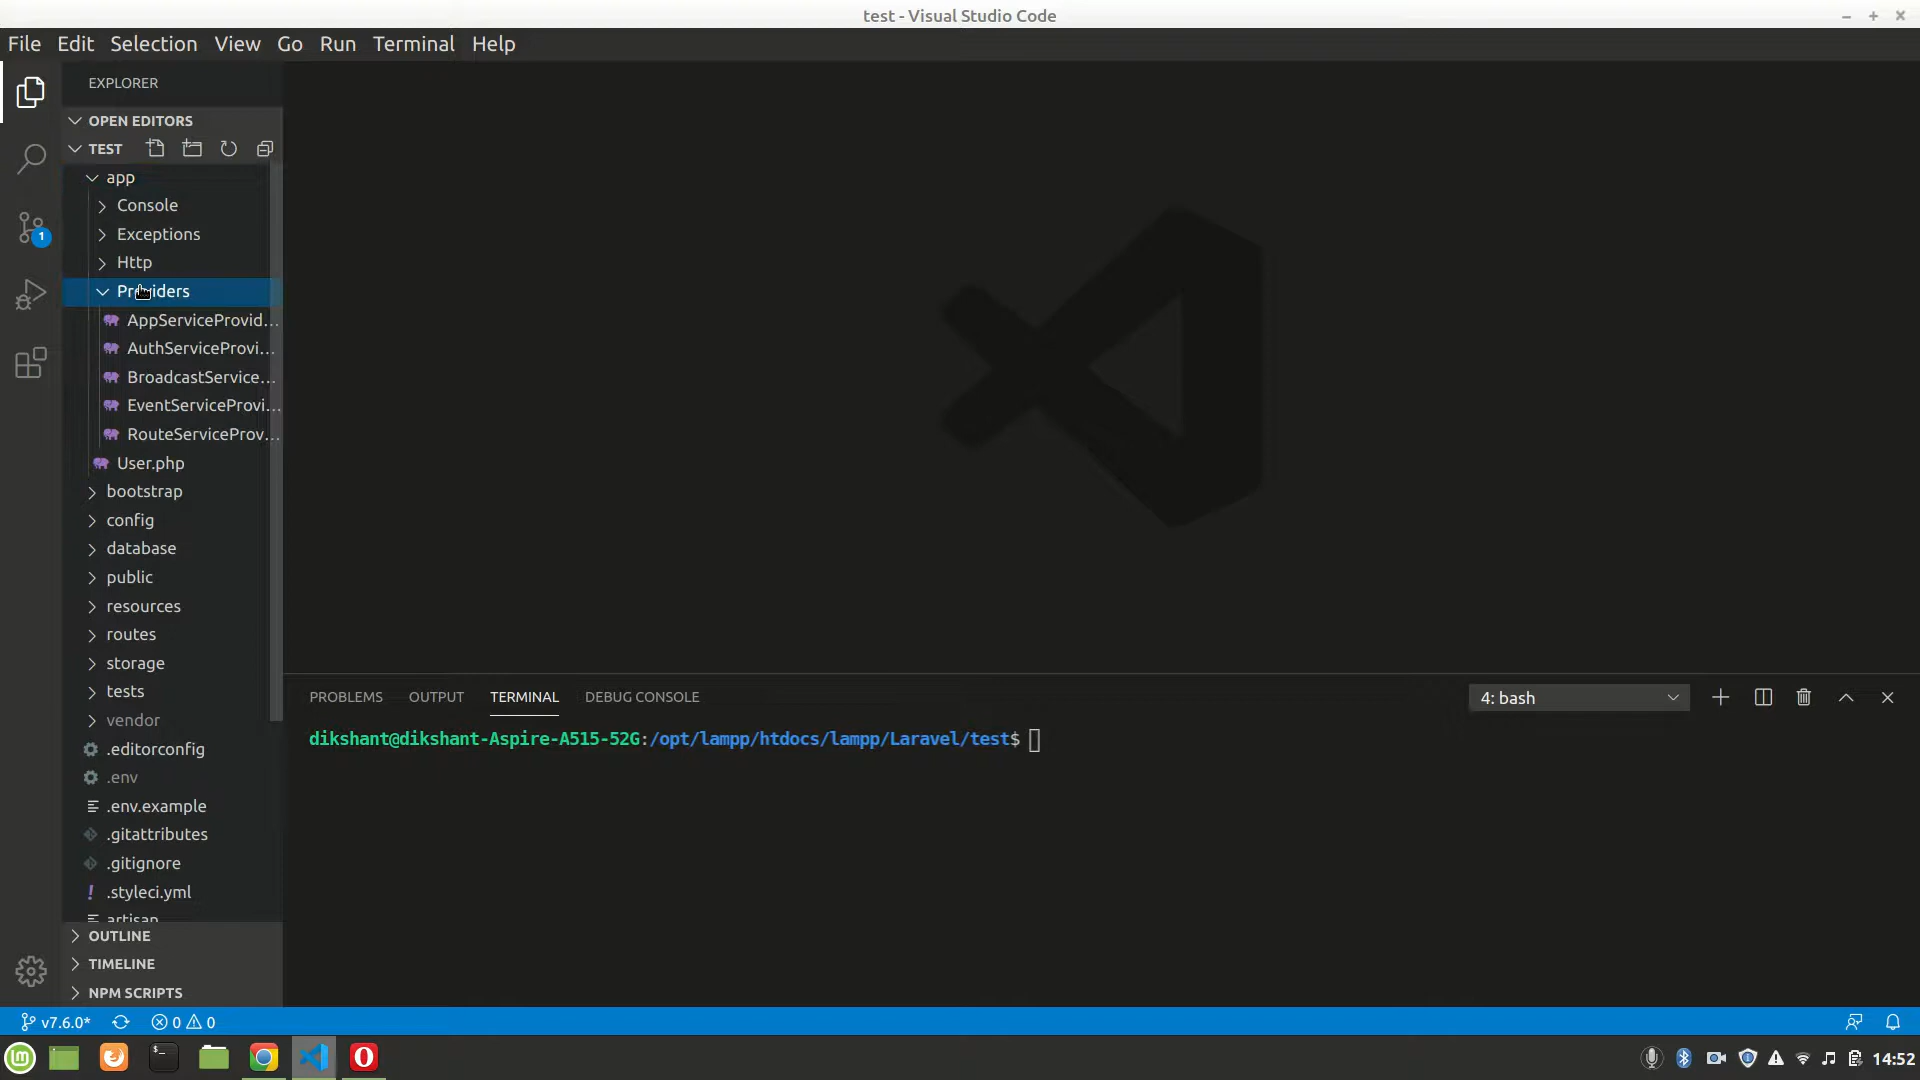 test - Visual Studio Code
File Edit Selection View Go Run Terminal Help
EXPLORER
OPEN EDITORS
TEST
app
Console
Exceptions
Http
Providers
AppServiceProvid...
AuthServiceProvi...
BroadcastService...
EventServiceProvi...
RouteServiceProv...
User.php
bootstrap
config
database
public
resources
routes
storage
tests
vendor
.editorconfig
.env
.env.example
.gitattributes
.gitignore
.styleci.yml
artisan
OUTLINE
TIMELINE
NPM SCRIPTS
1
PROBLEMS OUTPUT TERMINAL DEBUG CONSOLE 4: bash
dikshant@dikshant-Aspire-A515-52G:/opt/lampp/htdocs/lampp/Laravel/test$
v7.6.0* 0 0
14:52